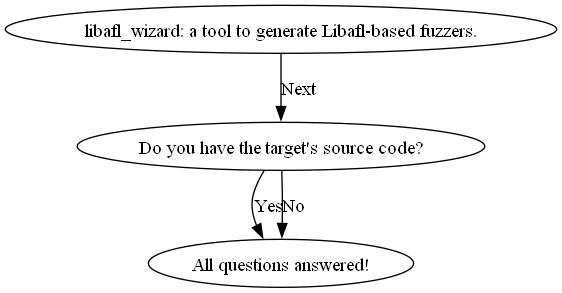 libafl_wizard: a tool to generate Libafl-based fuzzers.
Next
Do you have the target's source code?
Yes
No
All questions answered!